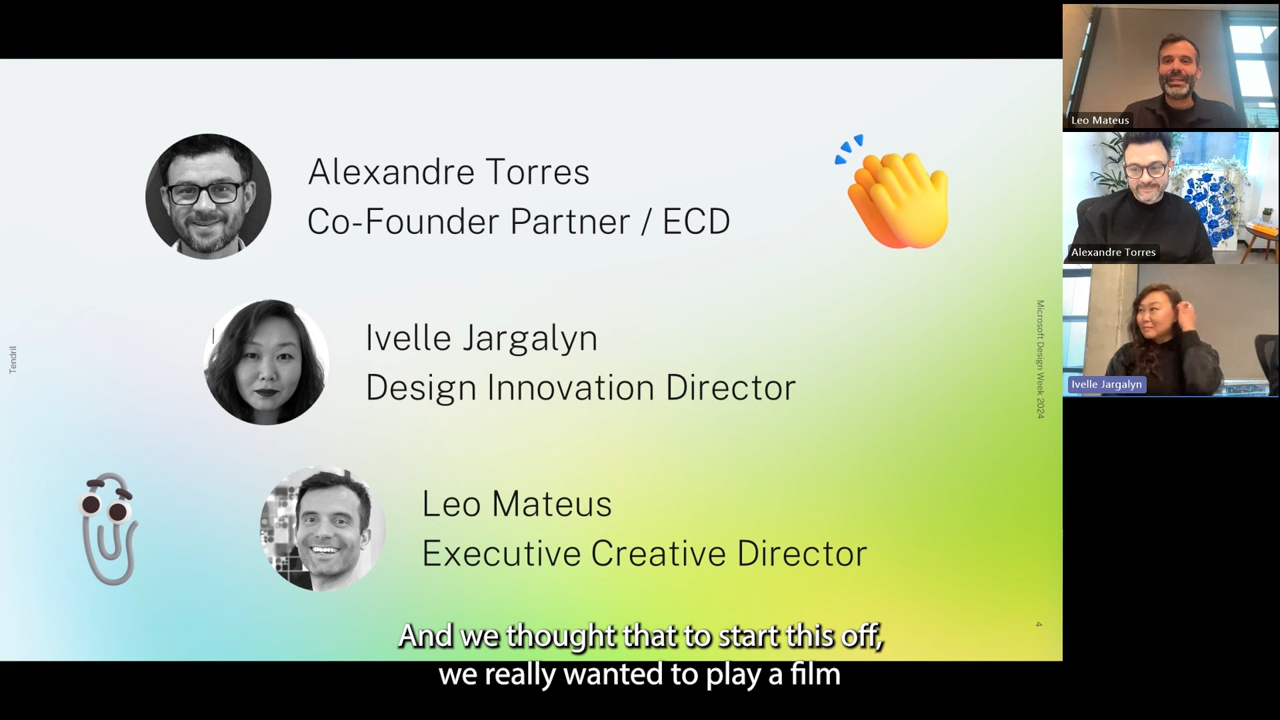 Alexandre Torres
Co-Founder Partner / ECD
Ivelle Jargalyn
Design Innovation Director
Leo Mateus
Executive Creative Director
Tendril
Microsoft Design Week 2024
4
And we thought that to start this off,
we really wanted to play a film
Leo Mateus
Alexandre Torres
Ivelle Jargalyn